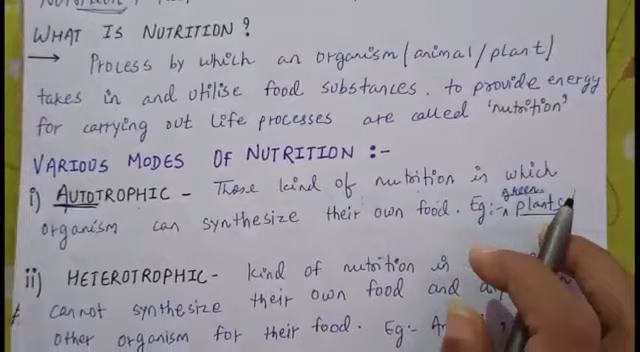 WHAT IS NUTRITION?
→ Process by which an organism (animal/plant)
takes in and utilise food substances. to provide energy
for carrying out life processes are called 'nutrition'
VARIOUS MODES OF NUTRITION :-
i) AUTOTROPHIC - Those kind of nutrition in which
organism can synthesize their own food. Eg:- ^ green plants
ii) HETEROTROPHIC - kind of nutrition in
cannot synthesize their own food and
other organism for their food. Eg:-